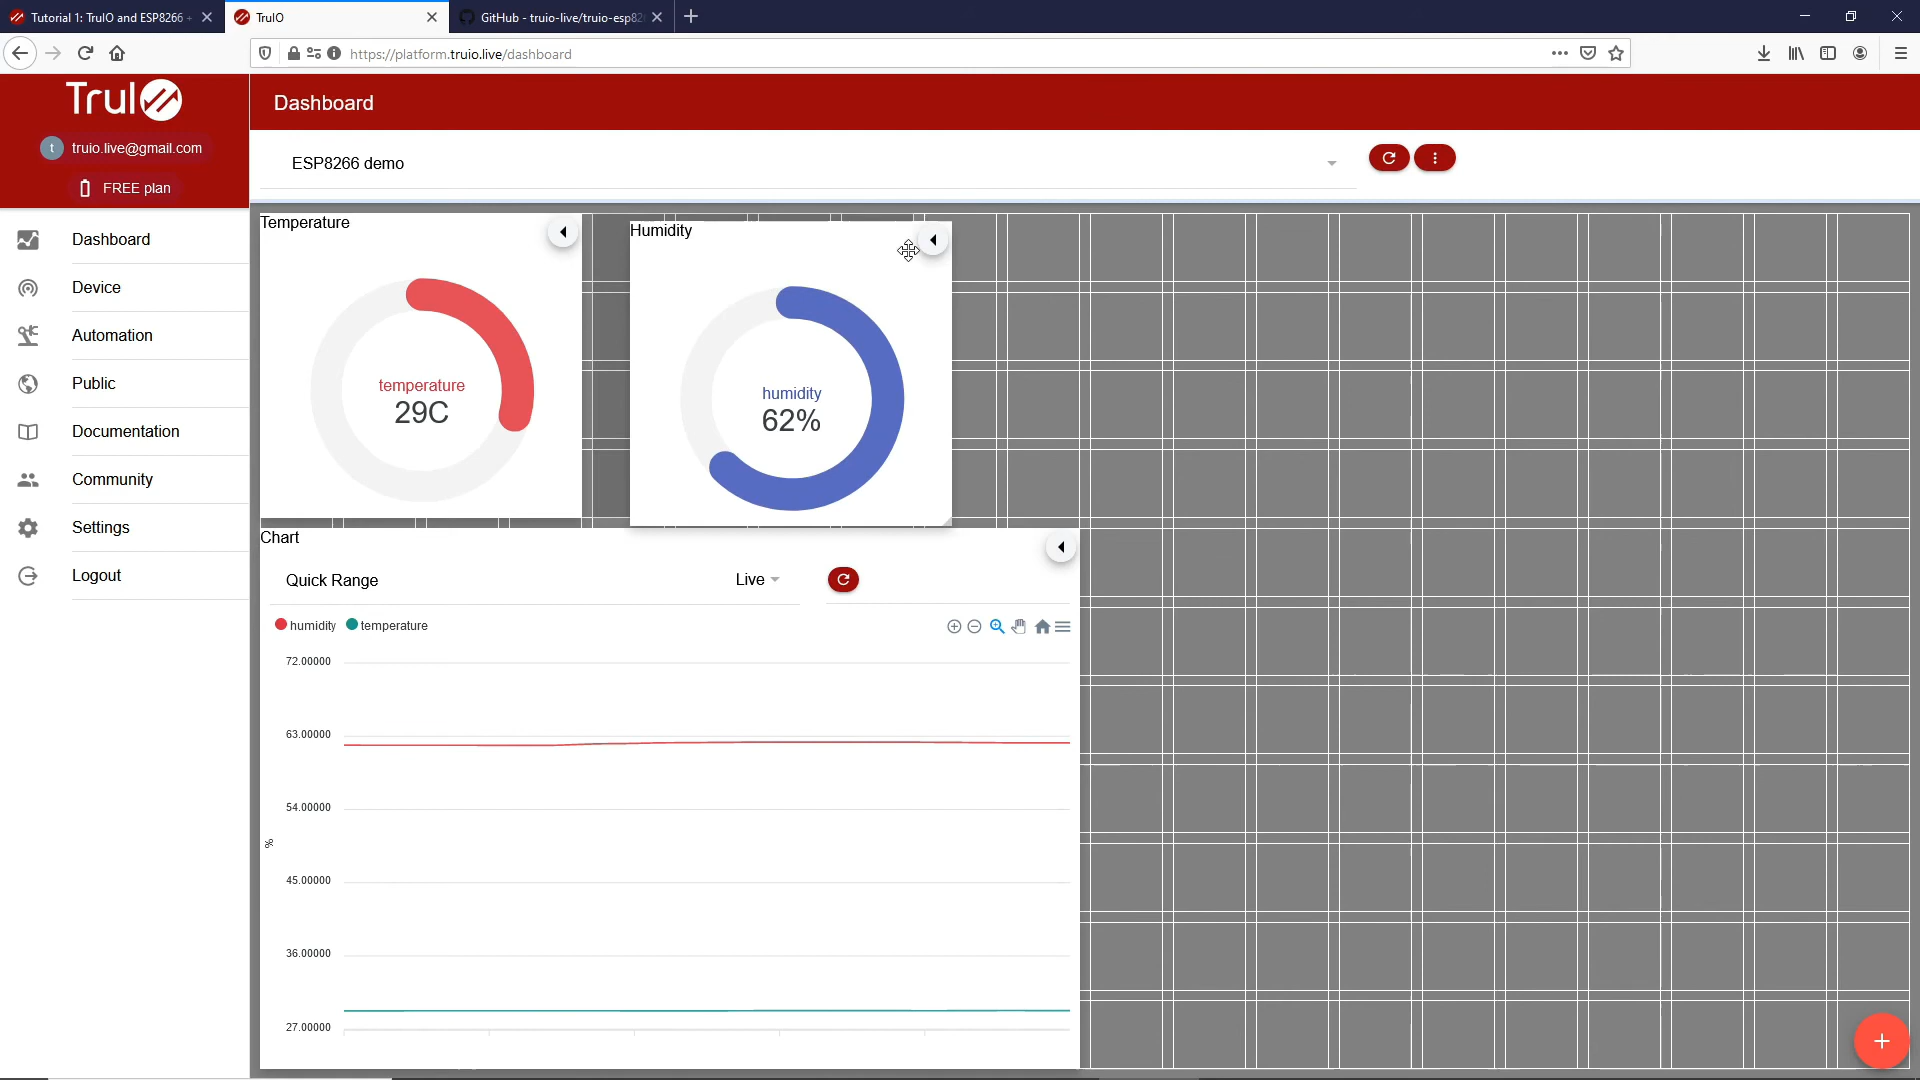 Tutorial 1: TruIO and ESP8266
TruIO
GitHub - truio-live/truio-esp82
https://platform.truio.live/dashboard
TruIO
Dashboard
t truio.live@gmail.com
FREE plan
ESP8266 demo
Dashboard
Device
Automation
Public
Documentation
Community
Settings
Logout
Temperature
temperature
29C
Humidity
humidity
62%
Chart
Quick Range
Live
humidity temperature
72.00000
63.00000
54.00000
%
45.00000
36.00000
27.00000